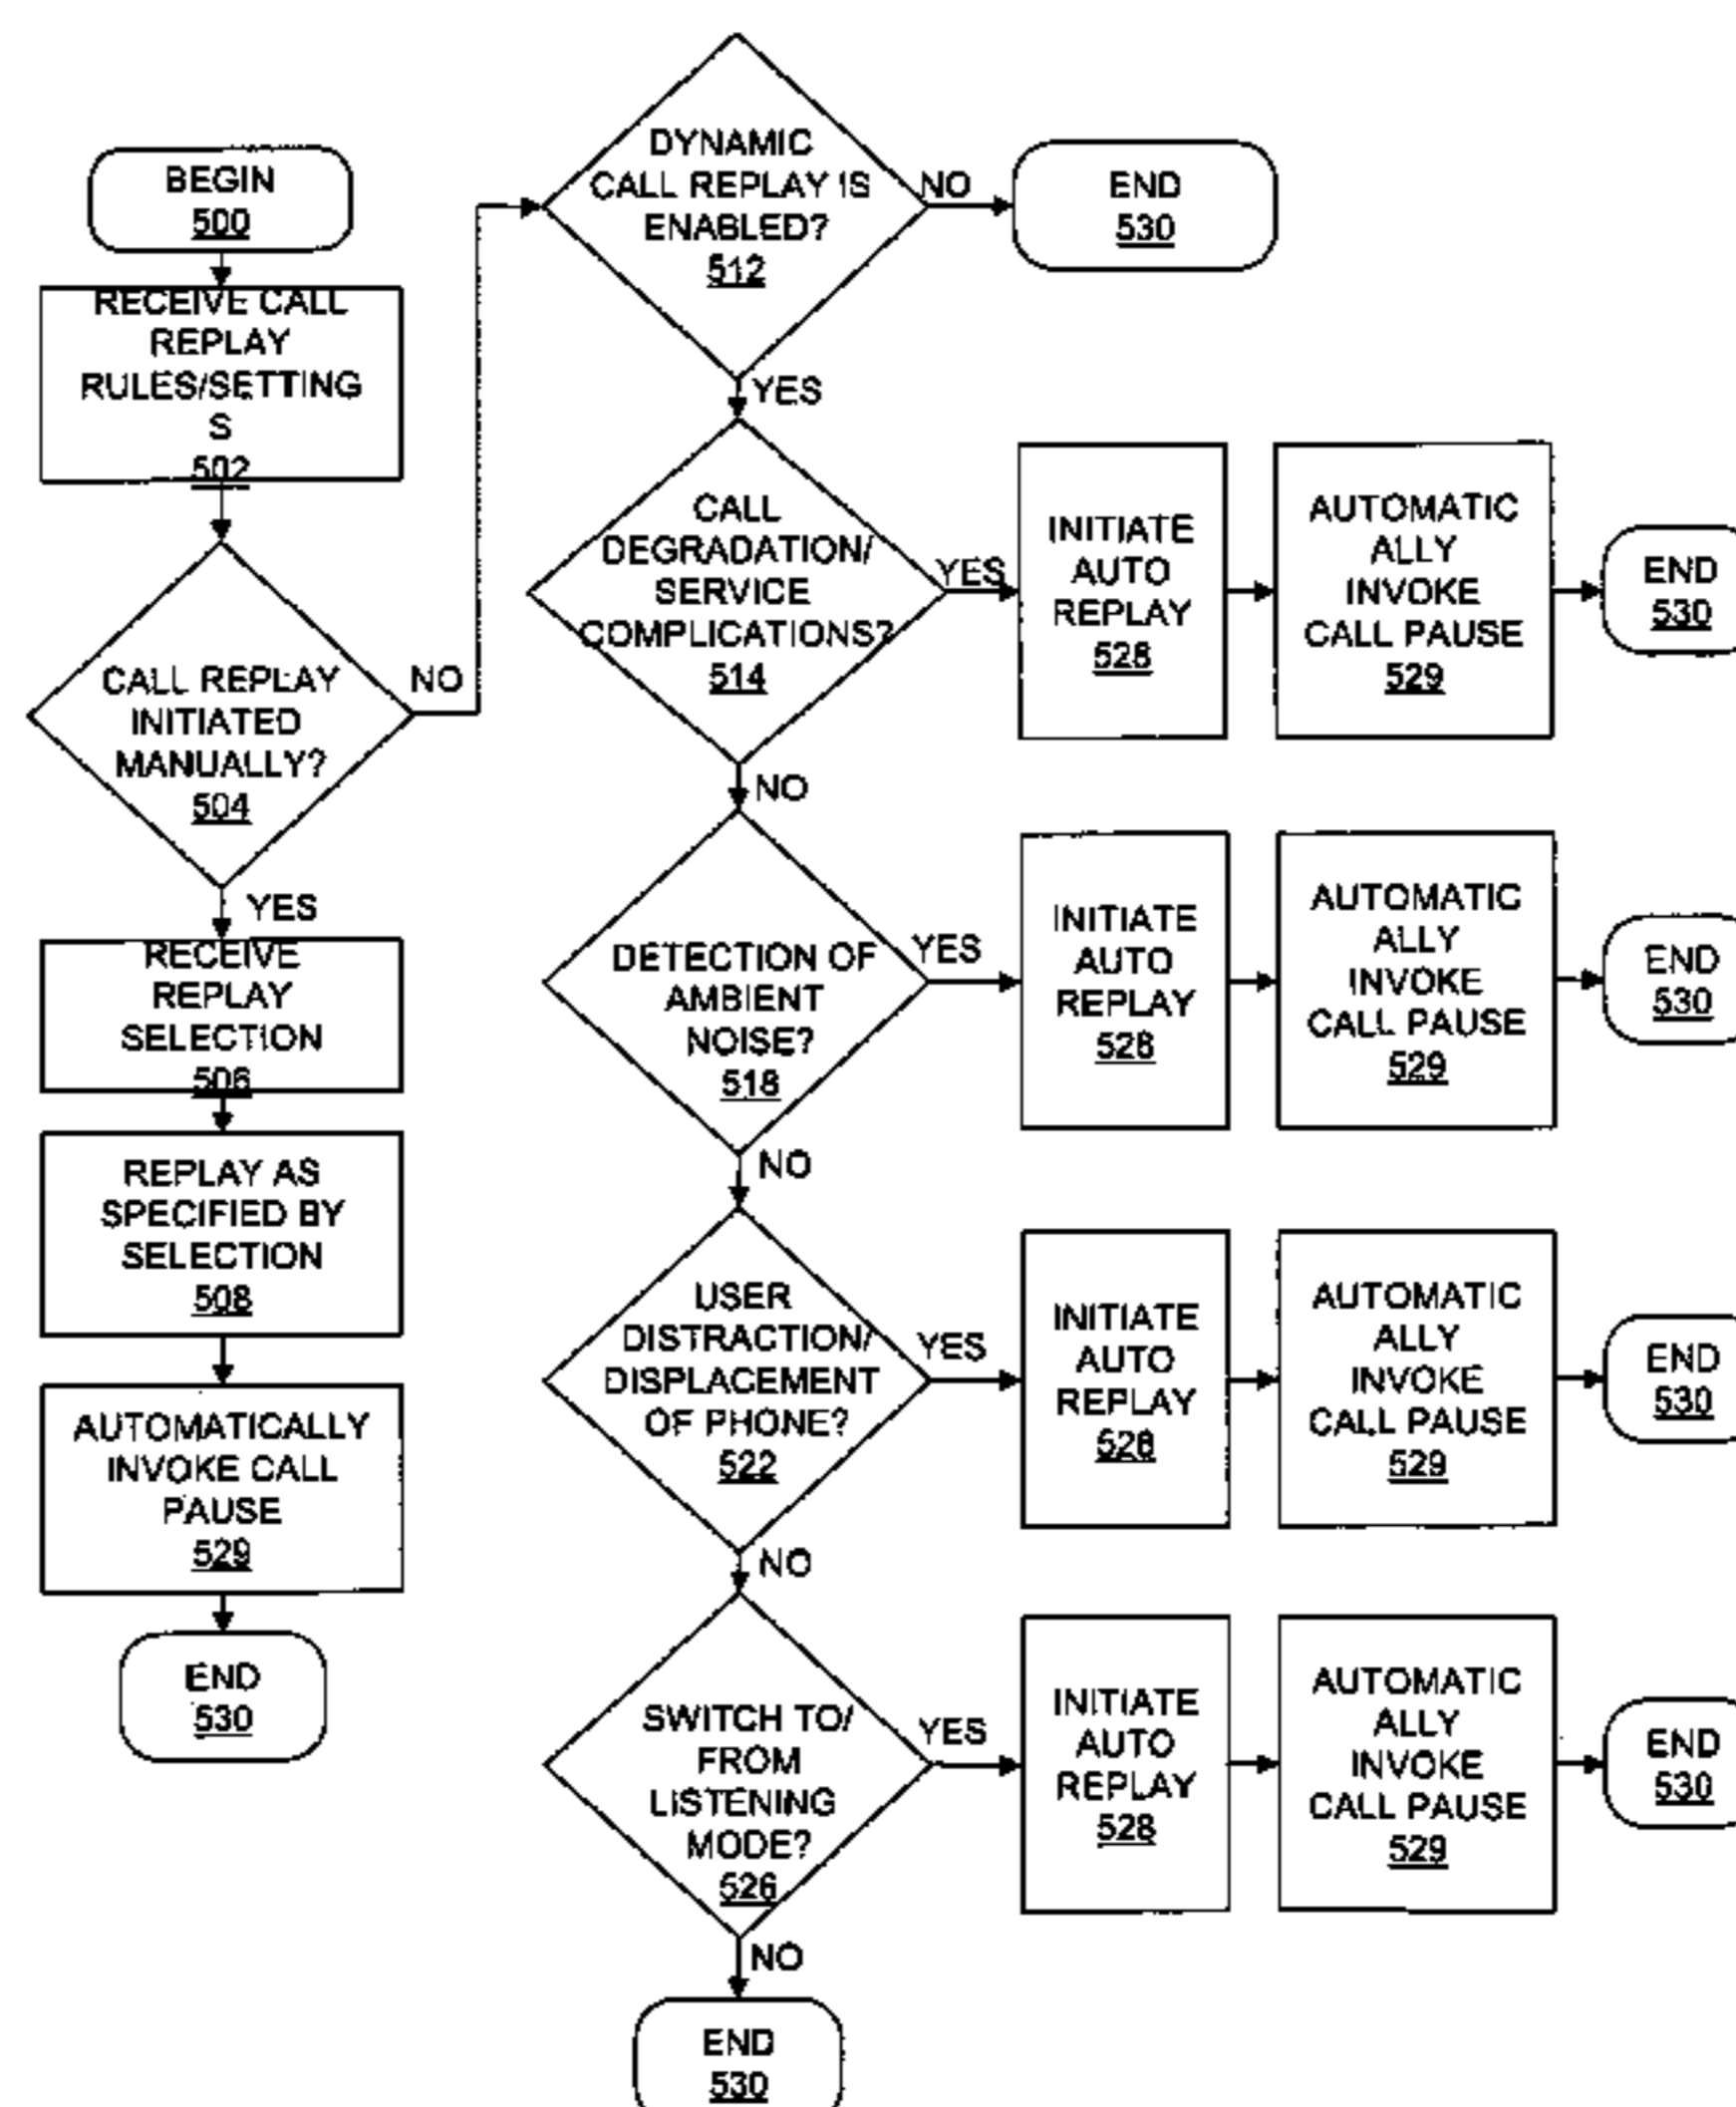 BEGIN
500
RECEIVE CALL
REPLAY
RULES/SETTING
S
502
CALL REPLAY
INITIATED
MANUALLY?
504
NO
YES
RECEIVE
REPLAY
SELECTION
506
REPLAY AS
SPECIFIED BY
SELECTION
508
AUTOMATICALLY
INVOKE CALL
PAUSE
529
END
530
DYNAMIC
CALL REPLAY IS
ENABLED?
512
NO
END
530
YES
CALL
DEGRADATION/
SERVICE
COMPLICATIONS?
514
YES
INITIATE
AUTO
REPLAY
528
AUTOMATIC
ALLY
INVOKE
CALL PAUSE
529
END
530
NO
DETECTION OF
AMBIENT
NOISE?
518
YES
INITIATE
AUTO
REPLAY
528
AUTOMATIC
ALLY
INVOKE
CALL PAUSE
529
END
530
NO
USER
DISTRACTION/
DISPLACEMENT
OF PHONE?
522
YES
INITIATE
AUTO
REPLAY
528
AUTOMATIC
ALLY
INVOKE
CALL PAUSE
529
END
530
NO
SWITCH TO/
FROM
LISTENING
MODE?
526
YES
INITIATE
AUTO
REPLAY
528
AUTOMATIC
ALLY
INVOKE
CALL PAUSE
529
END
530
NO
END
530